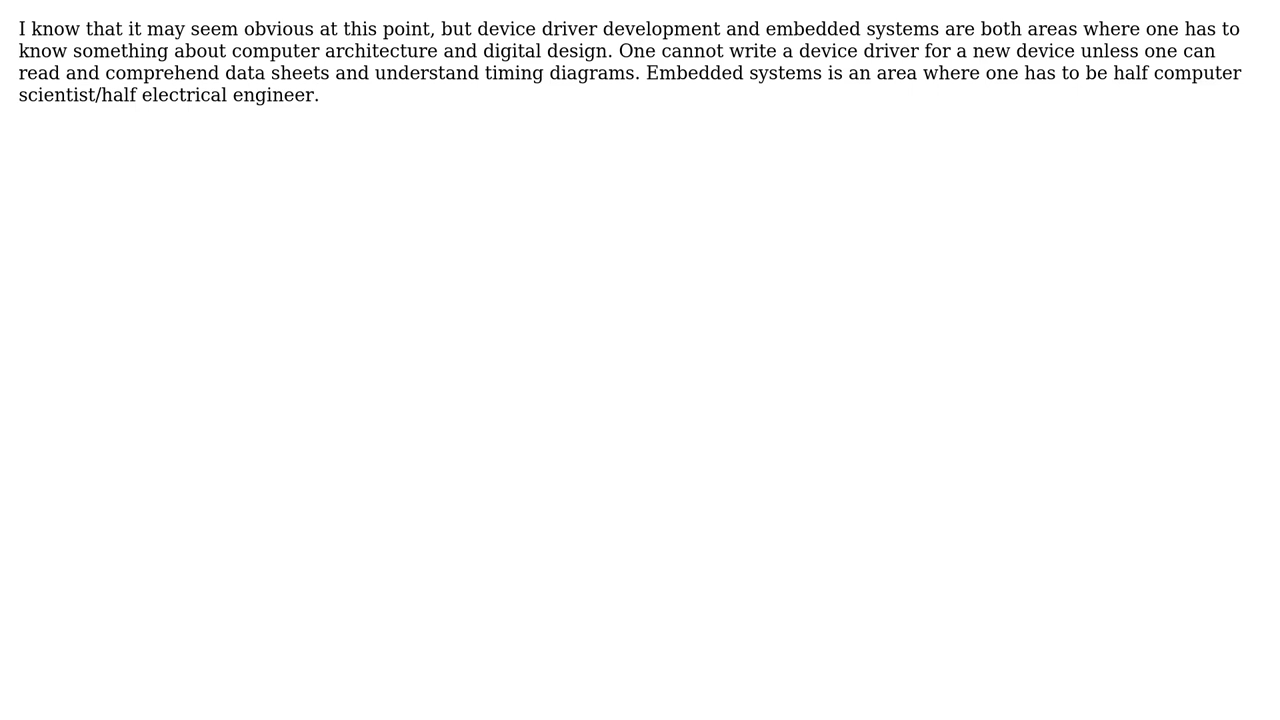 I know that it may seem obvious at this point, but device driver development and embedded systems are both areas where one has to
know something about computer architecture and digital design. One cannot write a device driver for a new device unless one can
read and comprehend data sheets and understand timing diagrams. Embedded systems is an area where one has to be half computer
scientist/half electrical engineer.